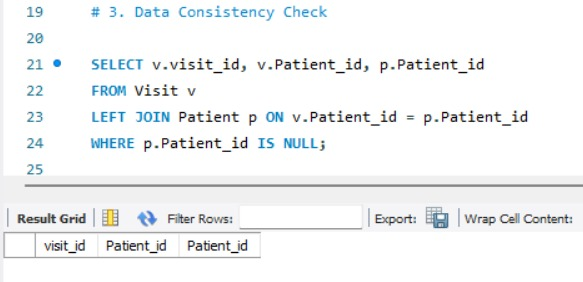 19 # 3. Data Consistency Check
20
21 SELECT v.visit_id, v.Patient_id, p.Patient_id
22 FROM Visit v
23 LEFT JOIN Patient p ON v.Patient_id = p.Patient_id
24 WHERE p.Patient_id IS NULL;
25
Result Grid Filter Rows: Export: Wrap Cell Content:
visit_id Patient_id Patient_id